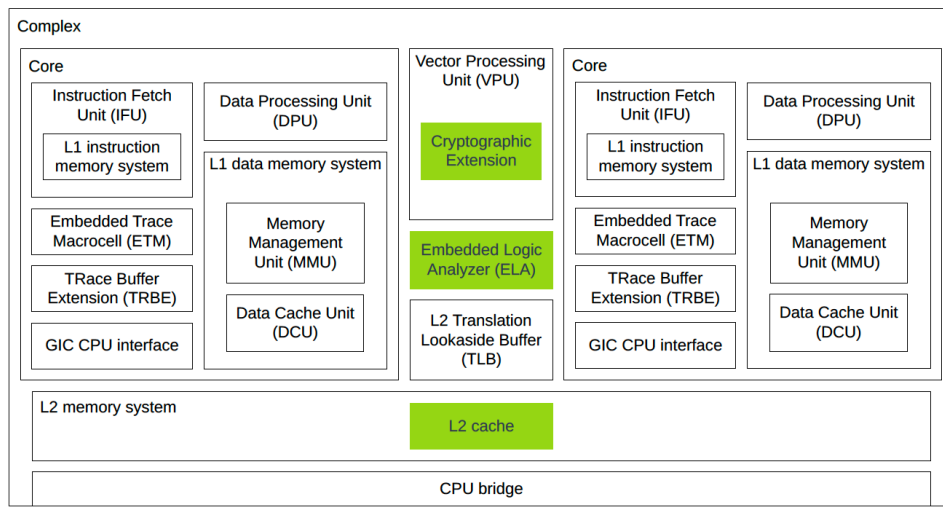 Complex
Core
Instruction Fetch
Unit (IFU)
L1 instruction
memory system
Embedded Trace
Macrocell (ETM)
TRace Buffer
Extension (TRBE)
GIC CPU interface
Data Processing Unit
(DPU)
L1 data memory system
Memory
Management
Unit (MMU)
Data Cache Unit
(DCU)
Vector Processing
Unit (VPU)
Cryptographic
Extension
Embedded Logic
Analyzer (ELA)
L2 Translation
Lookaside Buffer
(TLB)
Core
Instruction Fetch
Unit (IFU)
L1 instruction
memory system
Embedded Trace
Macrocell (ETM)
TRace Buffer
Extension (TRBE)
GIC CPU interface
Data Processing Unit
(DPU)
L1 data memory system
Memory
Management
Unit (MMU)
Data Cache Unit
(DCU)
L2 memory system
L2 cache
CPU bridge